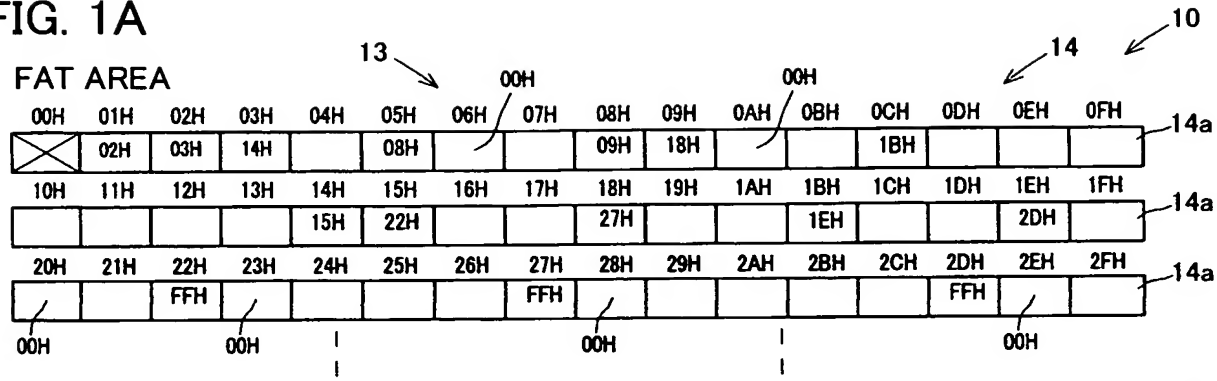 FIG. 1A
10
13
14
FAT AREA
00H 00H
00H 01H 02H 03H 04H 05H 06H 07H 08H 09H 0AH 0BH 0CH 0DH 0EH 0FH
02H 03H 14H 08H 09H 18H 1BH 14a
10H 11H 12H 13H 14H 15H 16H 17H 18H 19H 1AH 1BH 1CH 1DH 1EH 1FH
15H 22H 27H 1EH 2DH 14a
20H 21H 22H 23H 24H 25H 26H 27H 28H 29H 2AH 2BH 2CH 2DH 2EH 2FH
FFH FFH FFH 14a
00H 00H 00H 00H